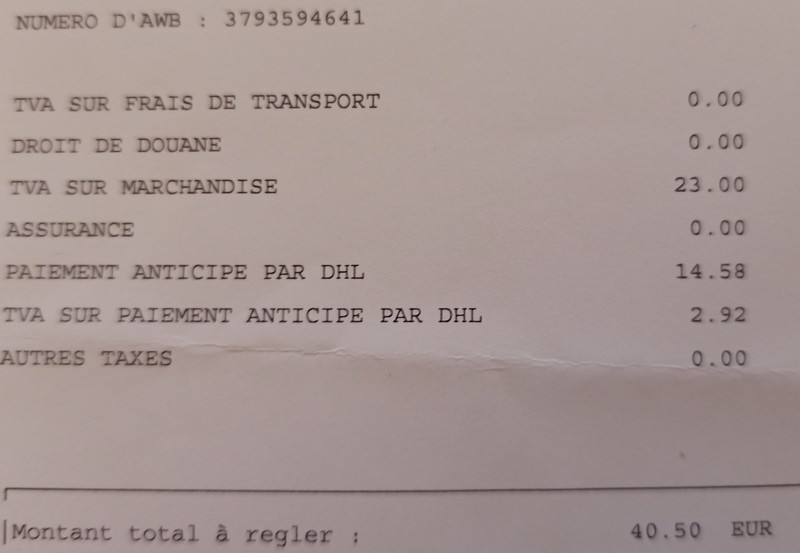 NUMERO D'AWB : 3793594641
TVA SUR FRAIS DE TRANSPORT 0.00
DROIT DE DOUANE 0.00
TVA SUR MARCHANDISE 23.00
ASSURANCE 0.00
PAIEMENT ANTICIPE PAR DHL 14.58
TVA SUR PAIEMENT ANTICIPE PAR DHL 2.92
AUTRES TAXES 0.00
Montant total à regler : 40.50 EUR